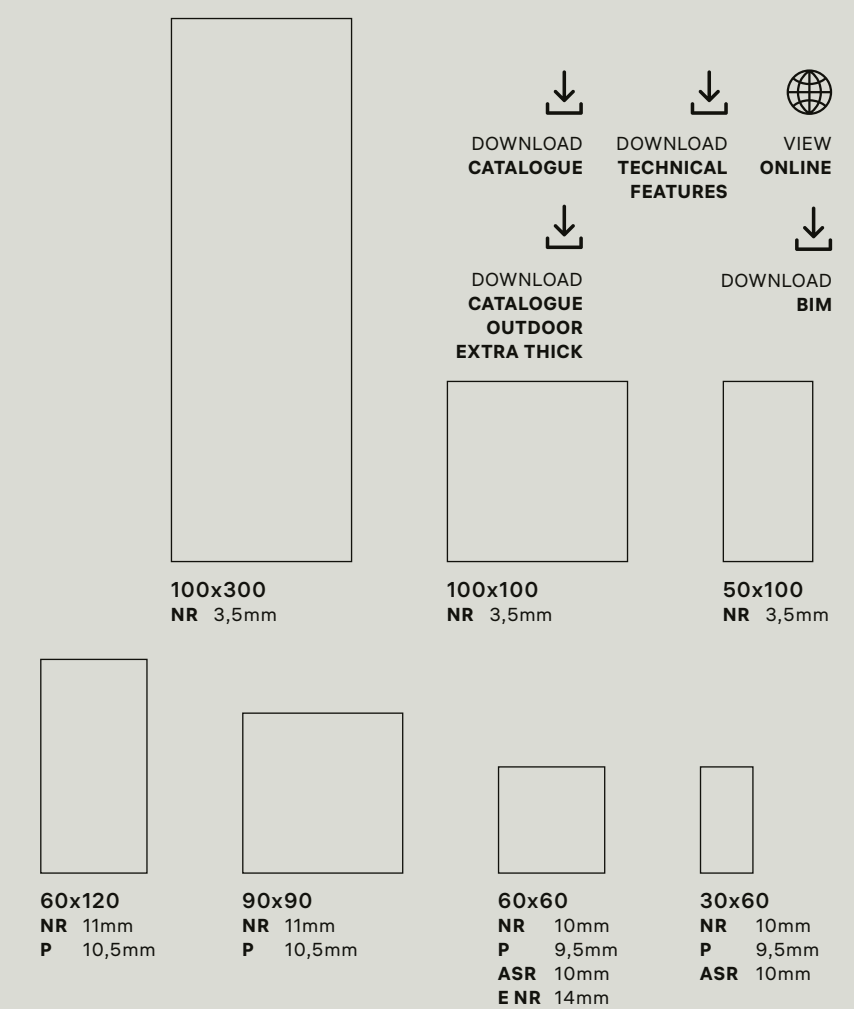 DOWNLOAD
CATALOGUE
DOWNLOAD
TECHNICAL
FEATURES
VIEW
ONLINE
DOWNLOAD
CATALOGUE
OUTDOOR
EXTRA THICK
DOWNLOAD
BIM
100x300
NR 3,5mm
100x100
NR 3,5mm
50x100
NR 3,5mm
60x120
NR 11mm
P 10,5mm
90x90
NR 11mm
P 10,5mm
60x60
NR 10mm
P 9,5mm
ASR 10mm
E NR 14mm
30x60
NR 10mm
P 9,5mm
ASR 10mm